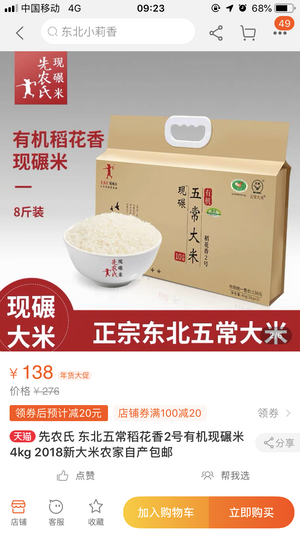 中国移动 4G 09:23 68%
东北小莉香
49
先农氏
现碾米
有机稻花香
现碾米
8斤装
有机
五常大米
现碾
稻花香2号
先农氏
现碾米
现碾
大米
正宗东北五常大米
¥138 年货大促
价格 ¥276
领券后预计减20元 店铺券满100减20 领券
天猫 先农氏 东北五常稻花香2号有机现碾米
4kg 2018新大米农家自产包邮
点赞 帮我选
店铺 客服 收藏 加入购物车 立即购买